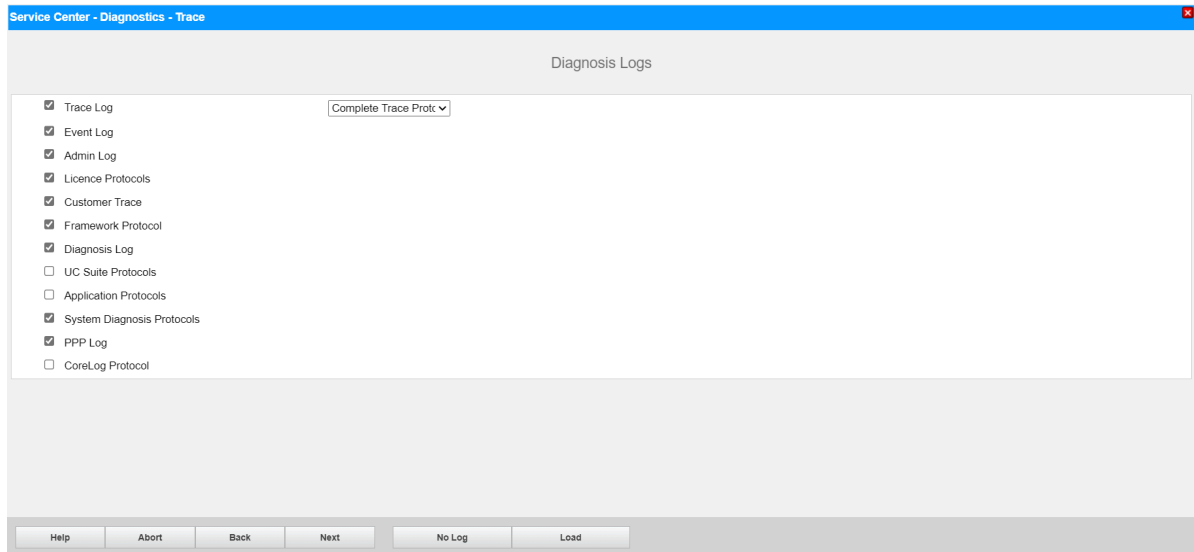 Service Center - Diagnostics - Trace
Diagnosis Logs
Trace Log Complete Trace Protc
Event Log
Admin Log
Licence Protocols
Customer Trace
Framework Protocol
Diagnosis Log
UC Suite Protocols
Application Protocols
System Diagnosis Protocols
PPP Log
CoreLog Protocol
Help Abort Back Next No Log Load